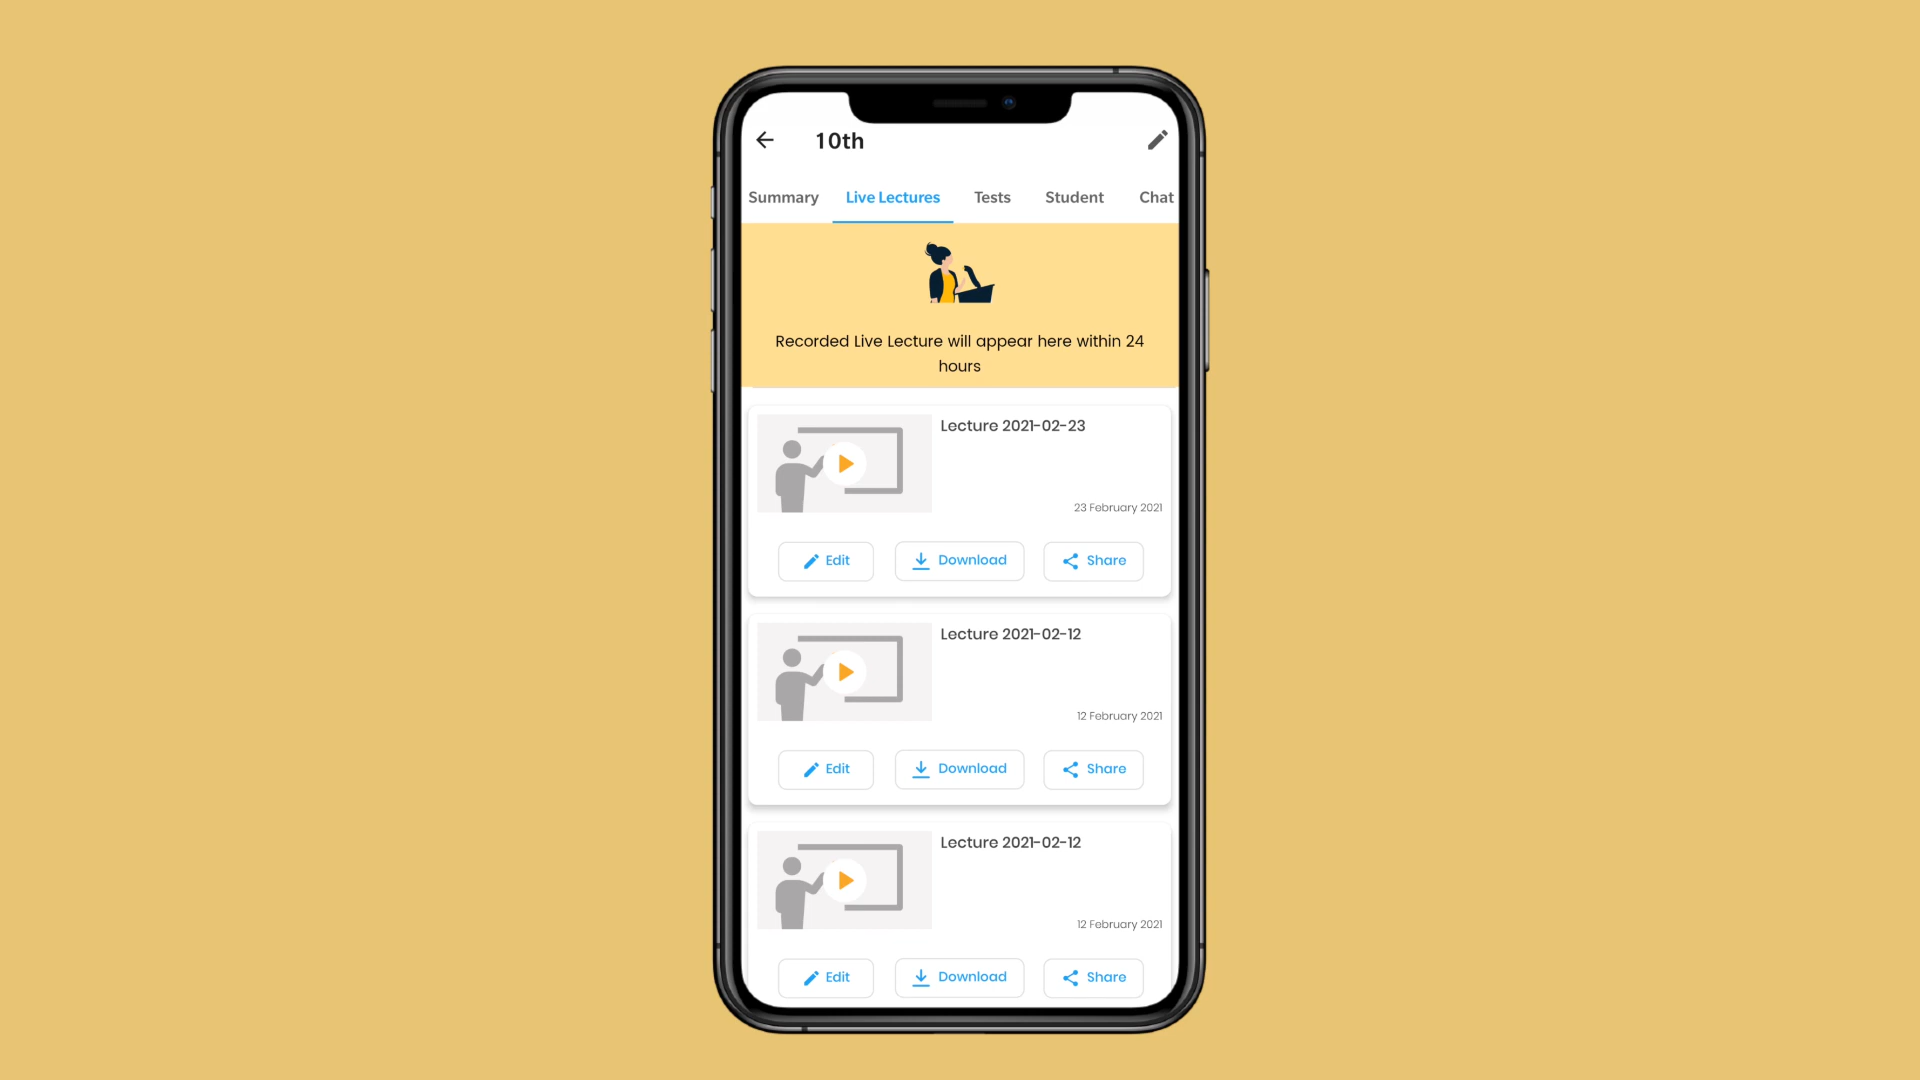 10th
Summary Live Lectures Tests Student Chat
Recorded Live Lecture will appear here within 24
hours
Lecture 2021-02-23
23 February 2021
Edit Download Share
Lecture 2021-02-12
12 February 2021
Edit Download Share
Lecture 2021-02-12
12 February 2021
Edit Download Share